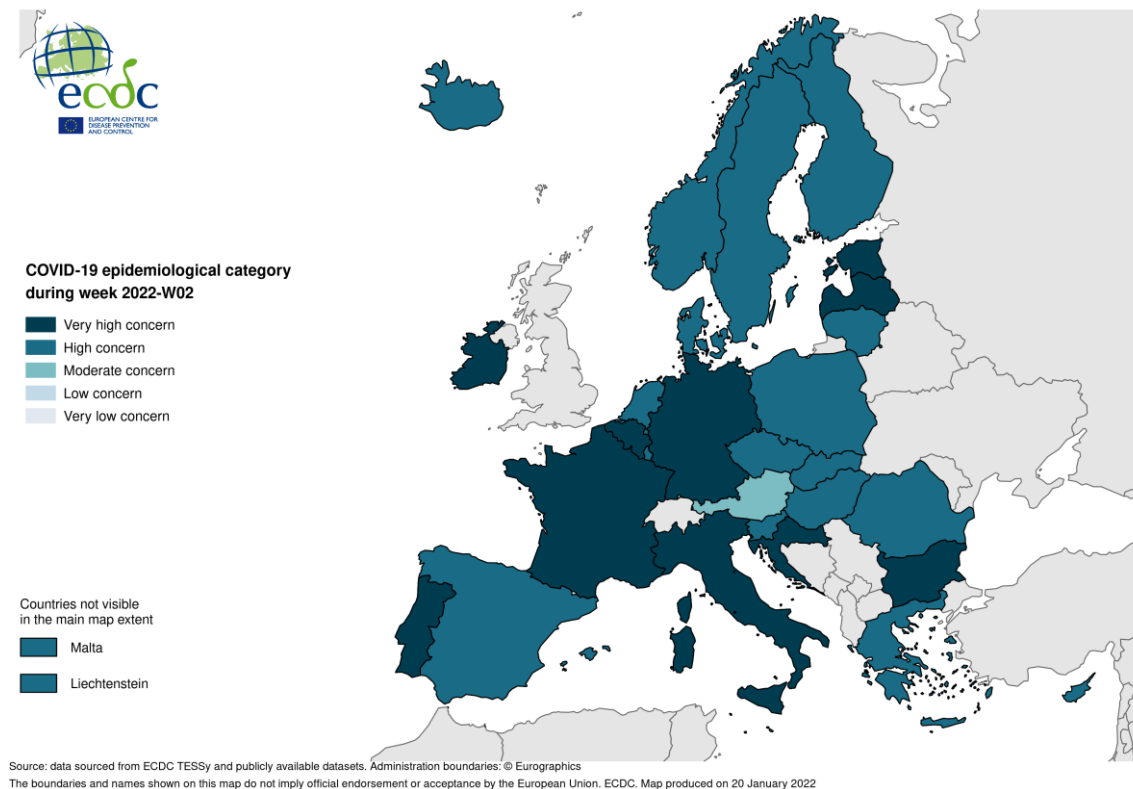 ecdc
EUROPEAN CENTRE FOR
DISEASE PREVENTION
AND CONTROL
COVID-19 epidemiological category
during week 2022-W02
Very high concern
High concern
Moderate concern
Low concern
Very low concern
Countries not visible
in the main map extent
Malta
Liechtenstein
Source: data sourced from ECDC TESSy and publicly available datasets. Administration boundaries: © Eurographics
The boundaries and names shown on this map do not imply official endorsement or acceptance by the European Union. ECDC. Map produced on 20 January 2022